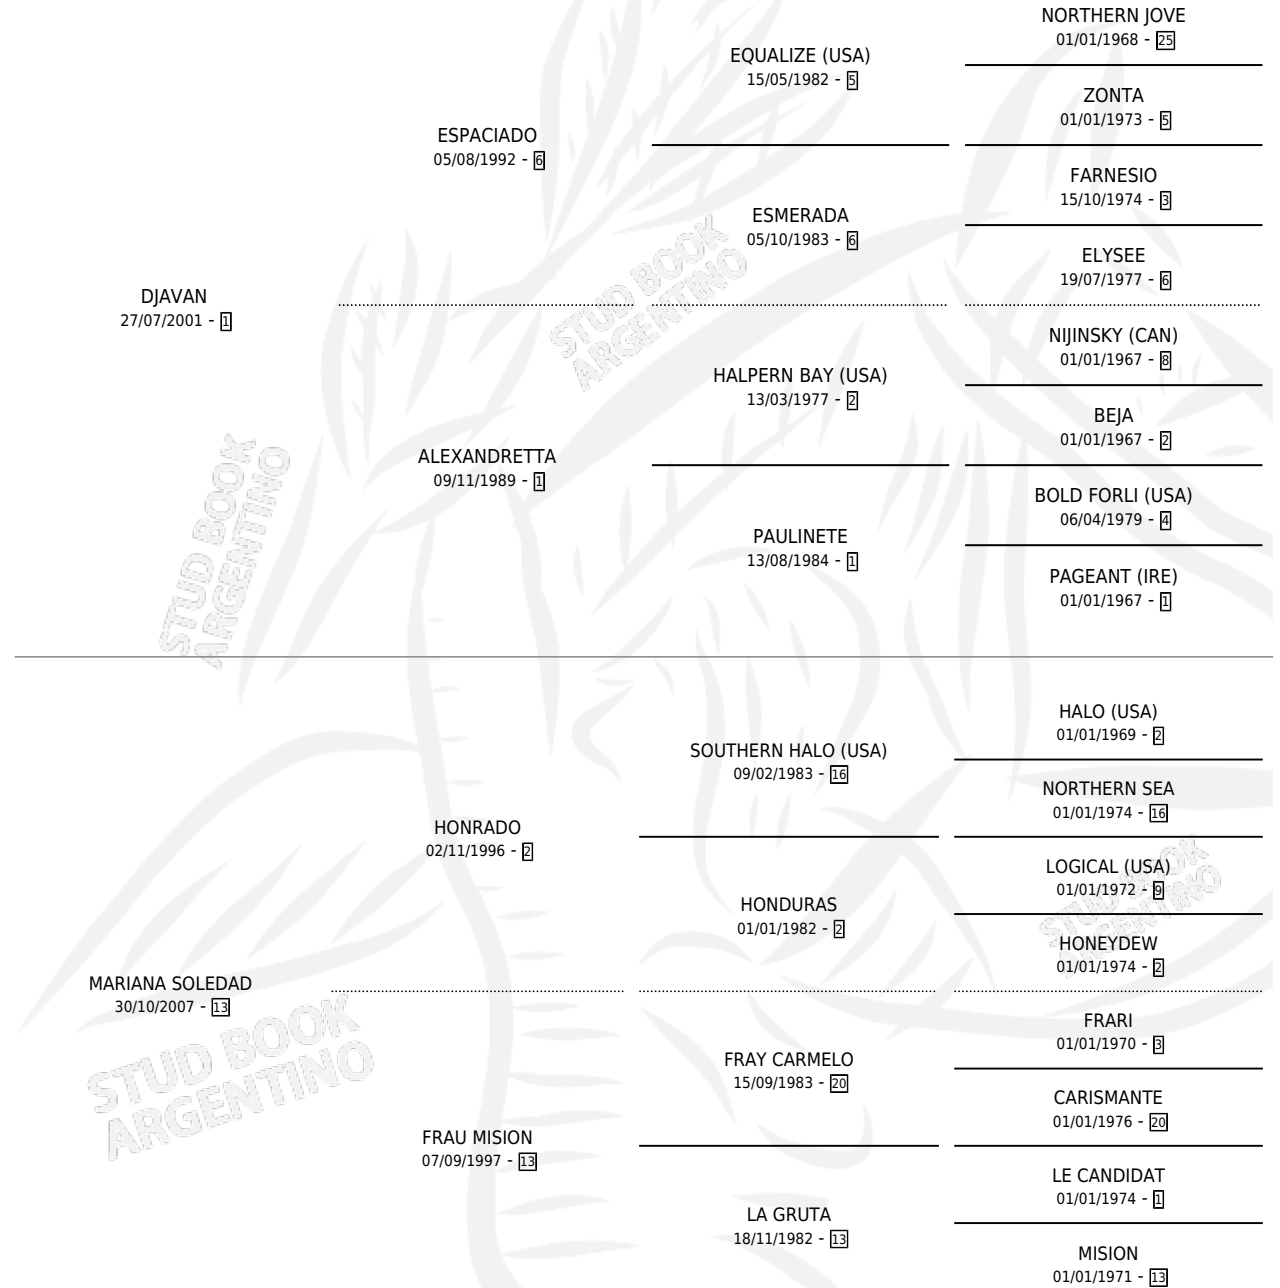 NORTHERN JOVE
01/01/1968 - 25
EQUALIZE (USA)
15/05/1982 - 5
ZONTA
01/01/1973 - 5
ESPACIADO
05/08/1992 - 6
FARNESIO
15/10/1974 - 3
ESMERADA
05/10/1983 - 6
ELYSEE
19/07/1977 - 6
DJAVAN
27/07/2001 - 1
NIJINSKY (CAN)
01/01/1967 - 8
HALPERN BAY (USA)
13/03/1977 - 2
BEJA
01/01/1967 - 2
ALEXANDRETTA
09/11/1989 - 1
BOLD FORLI (USA)
06/04/1979 - 4
PAULINETE
13/08/1984 - 1
PAGEANT (IRE)
01/01/1967 - 1
STUD BOOK
ARGENTINO
STUD BOOK
ARGENTINO
HALO (USA)
01/01/1969 - 2
SOUTHERN HALO (USA)
09/02/1983 - 16
NORTHERN SEA
01/01/1974 - 16
HONRADO
02/11/1996 - 2
LOGICAL (USA)
01/01/1972 - 9
HONDURAS
01/01/1982 - 2
HONEYDEW
01/01/1974 - 2
MARIANA SOLEDAD
30/10/2007 - 13
FRARI
01/01/1970 - 3
FRAY CARMELO
15/09/1983 - 20
CARISMANTE
01/01/1976 - 20
FRAU MISION
07/09/1997 - 13
LE CANDIDAT
01/01/1974 - 1
LA GRUTA
18/11/1982 - 13
MISION
01/01/1971 - 13
STUD BOOK
ARGENTINO
STUD BOOK
ARGENTINO